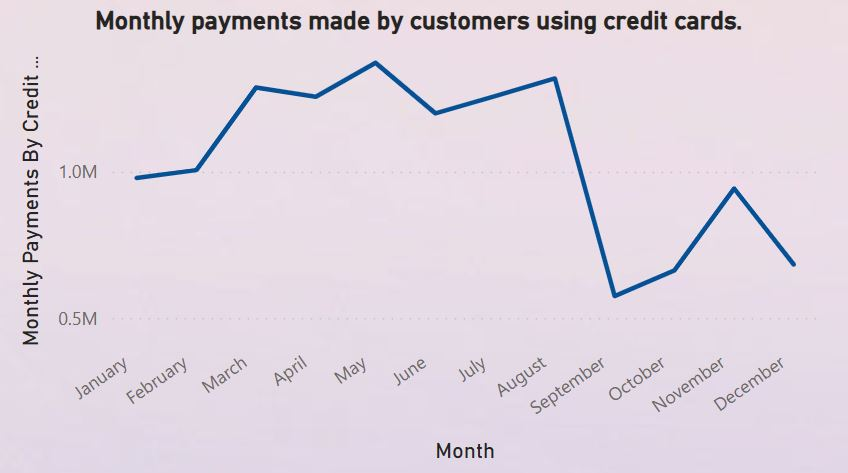 Monthly payments made by customers using credit cards.
Monthly Payments By Credit ...
1.0M
0.5M
January
February
March
April
May
June
July
August
September
October
November
December
Month